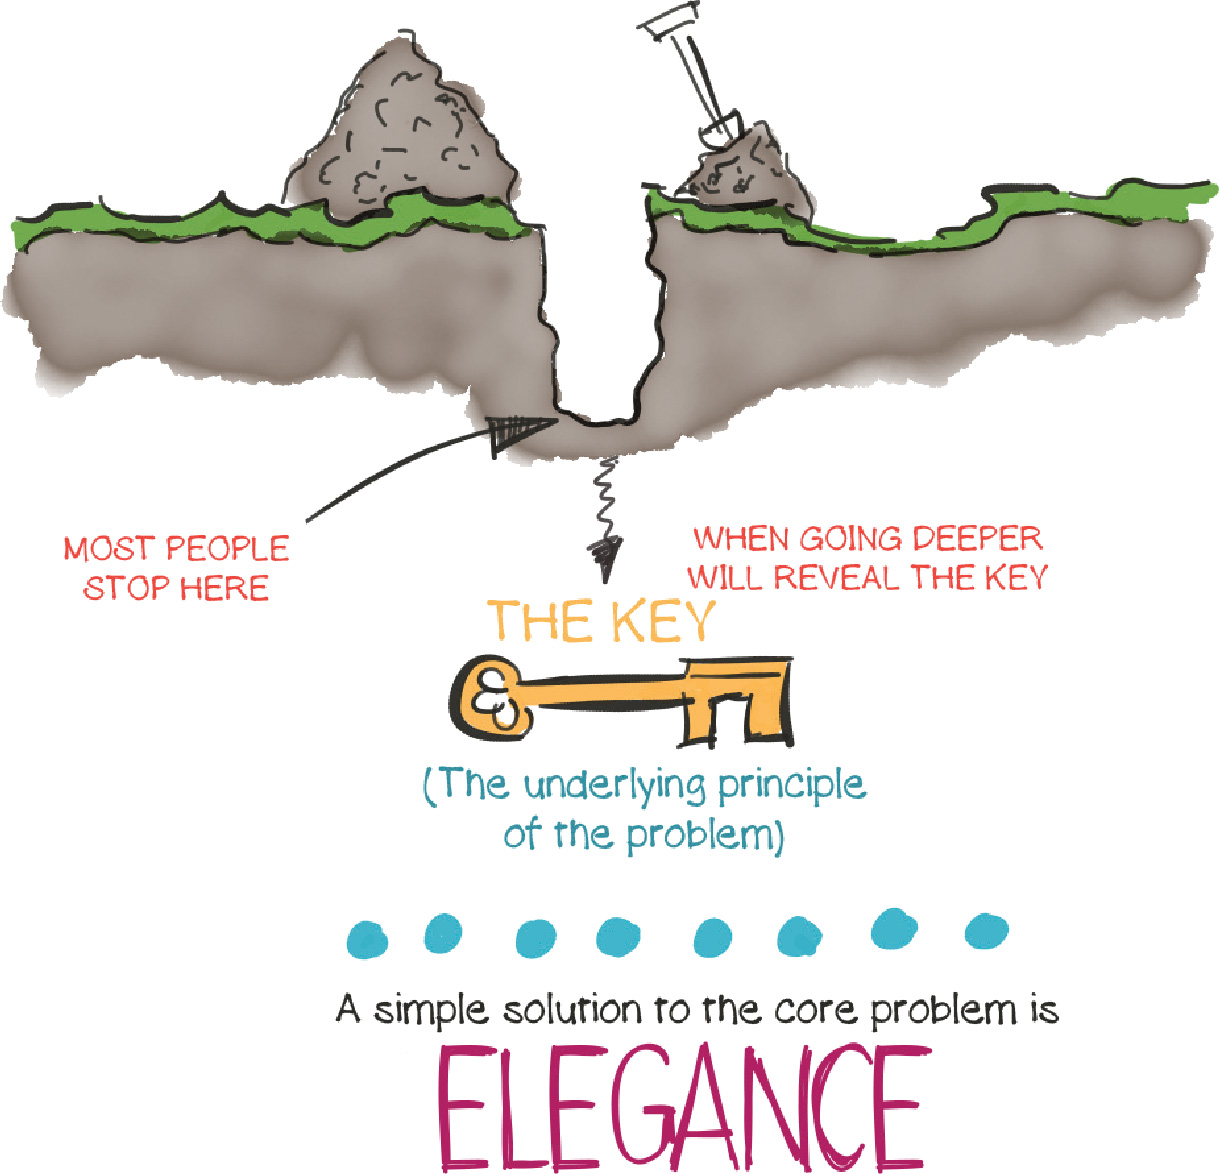 MOST PEOPLE
STOP HERE
WHEN GOING DEEPER
WILL REVEAL THE KEY
THE KEY
(The underlying principle
of the problem)
A simple solution to the core problem is
ELEGANCE